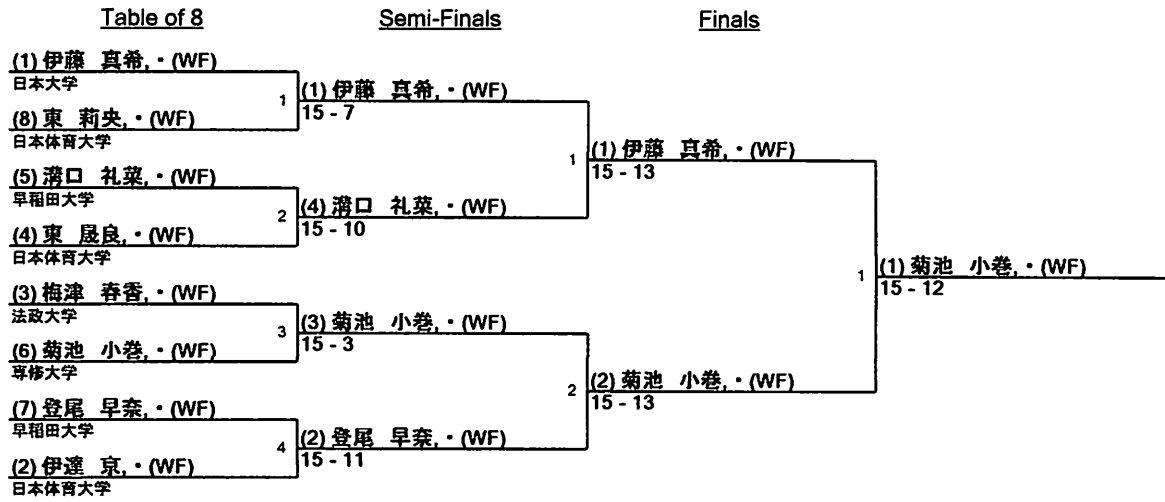 Table of 8
Semi-Finals
Finals
(1) 伊藤 真希, ・ (WF)
日本大学
1
(8) 東 莉央, ・ (WF)
日本体育大学
(1) 伊藤 真希, ・ (WF)
15 - 7
(5) 溝口 礼菜, ・ (WF)
早稲田大学
2
(4) 東 晟良, ・ (WF)
日本体育大学
(4) 溝口 礼菜, ・ (WF)
15 - 10
1
(1) 伊藤 真希, ・ (WF)
15 - 13
(3) 梅津 春香, ・ (WF)
法政大学
3
(6) 菊池 小巻, ・ (WF)
専修大学
(3) 菊池 小巻, ・ (WF)
15 - 3
(7) 登尾 早奈, ・ (WF)
早稲田大学
4
(2) 伊達 京, ・ (WF)
日本体育大学
(2) 登尾 早奈, ・ (WF)
15 - 11
2
(2) 菊池 小巻, ・ (WF)
15 - 13
1
(1) 菊池 小巻, ・ (WF)
15 - 12